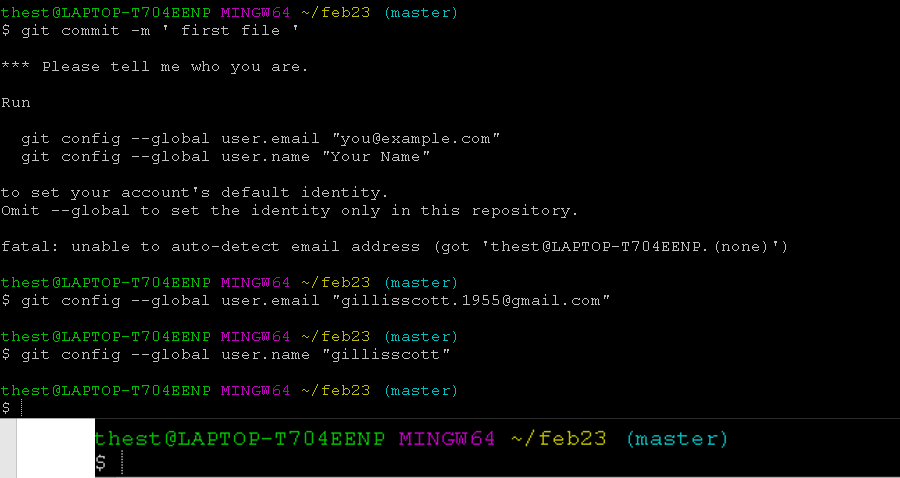 thest@LAPTOP-T704EENP MINGW64 ~/feb23 (master)
$ git commit -m ' first file '
*** Please tell me who you are.
Run
git config --global user.email "you@example.com"
git config --global user.name "Your Name"
to set your account's default identity.
Omit --global to set the identity only in this repository.
fatal: unable to auto-detect email address (got 'thest@LAPTOP-T704EENP.(none)')
thest@LAPTOP-T704EENP MINGW64 ~/feb23 (master)
$ git config --global user.email "gillisscott.1955@gmail.com"
thest@LAPTOP-T704EENP MINGW64 ~/feb23 (master)
$ git config --global user.name "gillisscott"
thest@LAPTOP-T704EENP MINGW64 ~/feb23 (master)
$
thest@LAPTOP-T704EENP MINGW64 ~/feb23 (master)
$